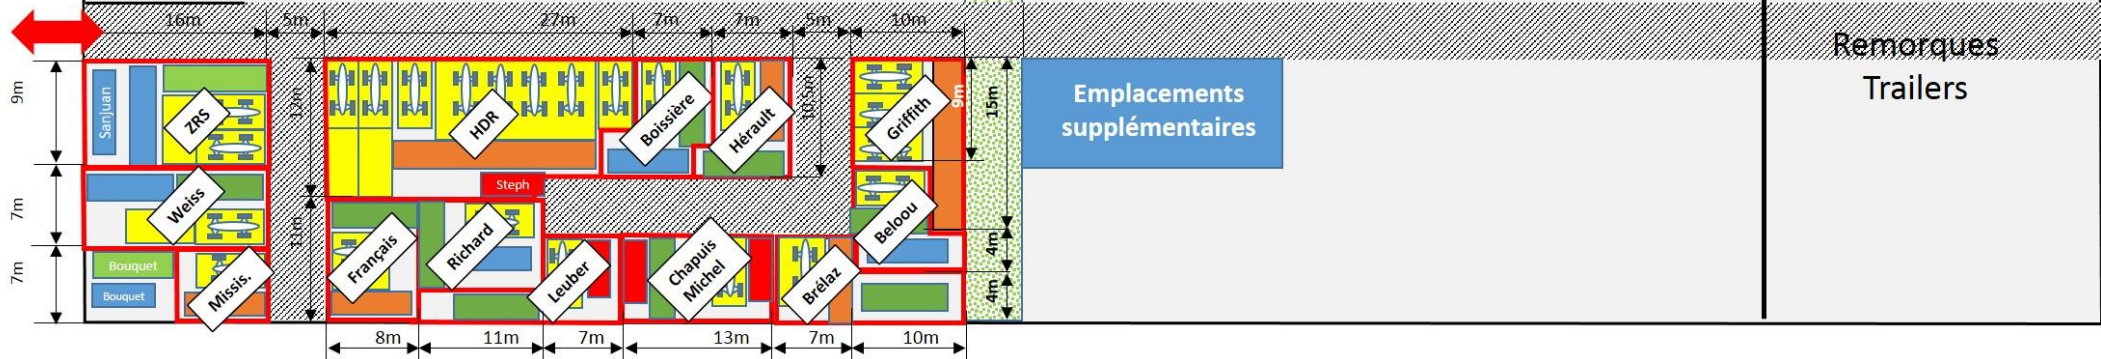 16m
5m
27m
7m
7m
5m
10m
Remorques
Trailers
9m
7m
7m
Sanjuan
ZRS
Weiss
Bouquet
Bouquet
Missis.
12m
13m
HDR
Boissière
Hérault
10,5m
Steph
Français
Richard
Leuber
Chapuis
Michel
Brélaz
Griffith
Beloou
9m
15m
4m
4m
Emplacements
supplémentaires
8m
11m
7m
13m
7m
10m